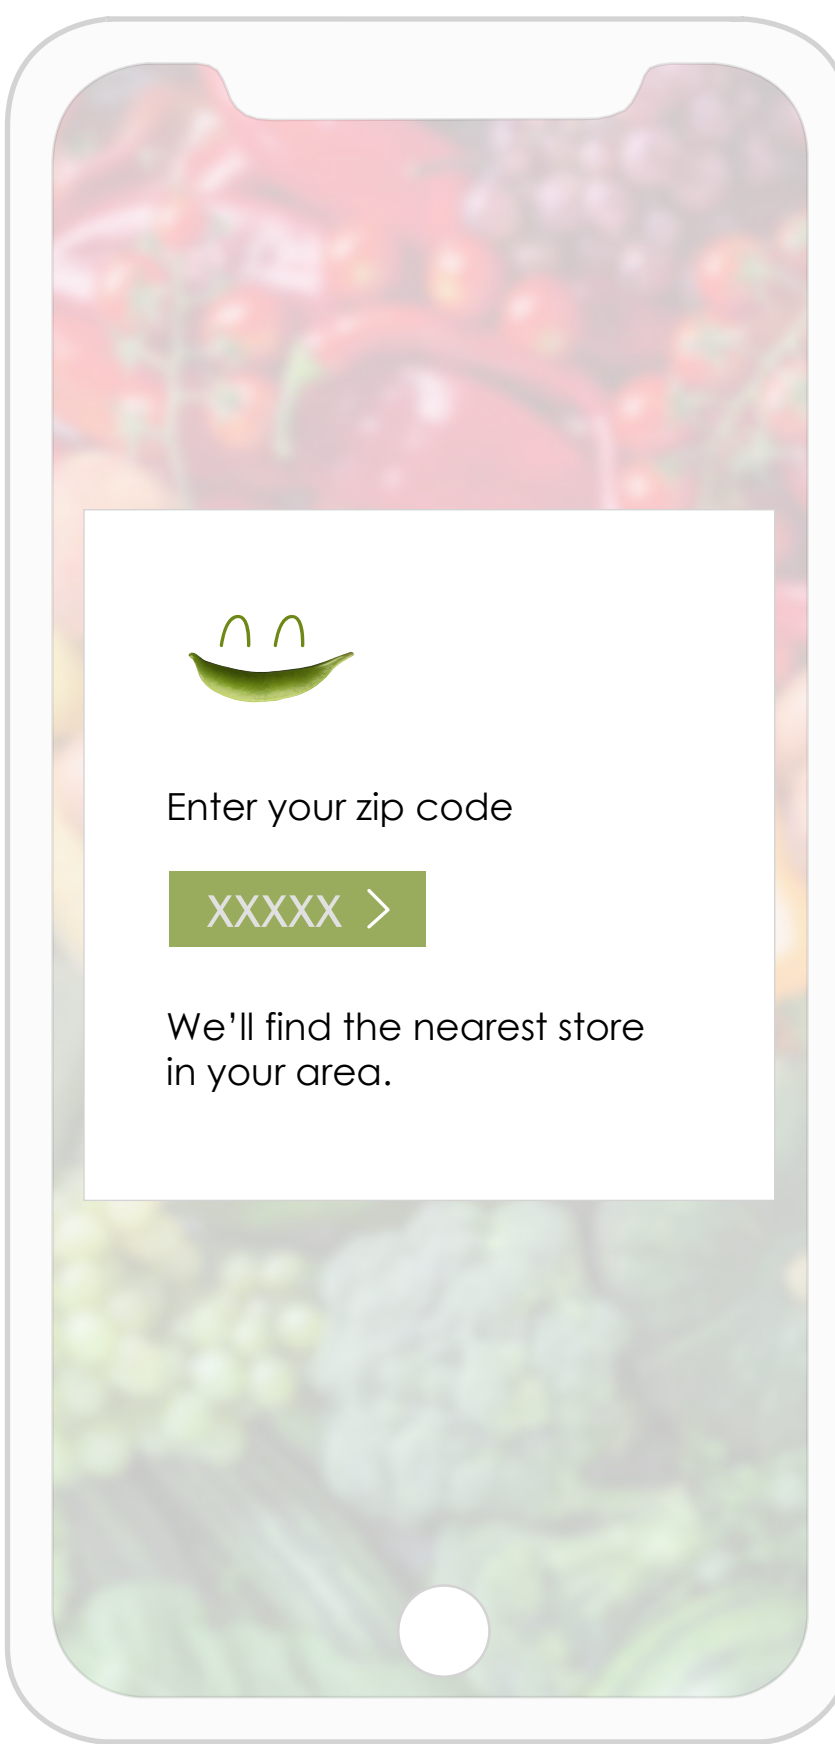 Enter your zip code
XXXXX >
We’ll find the nearest store
in your area.